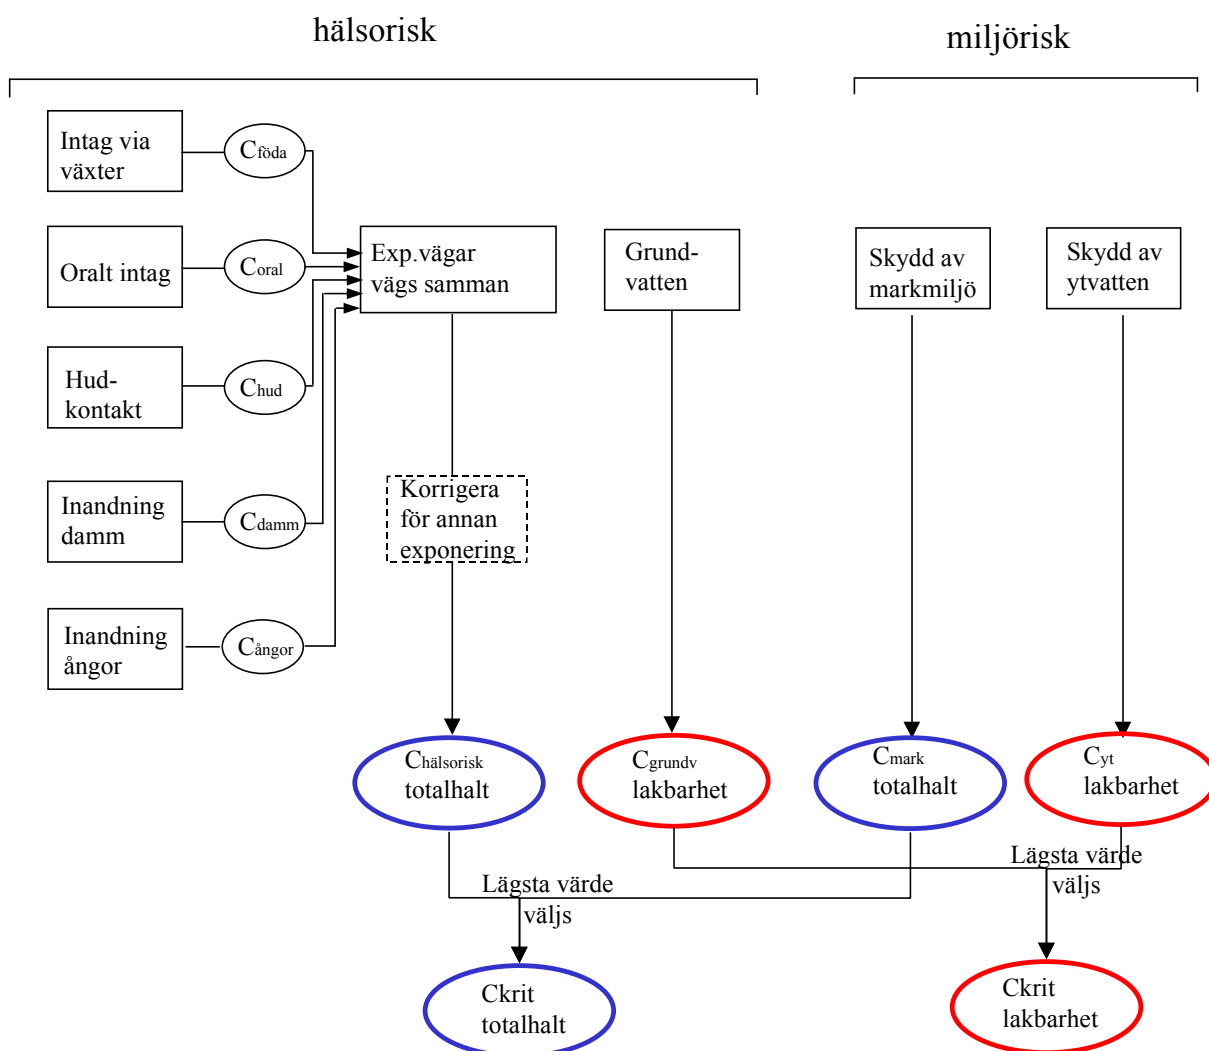 hälsorisk
miljörisk
Intag via
växter
Cföda
Oralt intag
Coral
Exp.vägar
vägs samman
Grund-
vatten
Skydd av
markmiljö
Skydd av
ytvatten
Hud-
kontakt
Chud
Inandning
damm
Cdamm
Korrigera
för annan
exponering
Inandning
ångor
Cångor
Chälsorisk
totalhalt
Cgrundv
lakbarhet
Cmark
totalhalt
Cyt
lakbarhet
Lägsta värde
väljs
Lägsta värde
väljs
Ckrit
totalhalt
Ckrit
lakbarhet